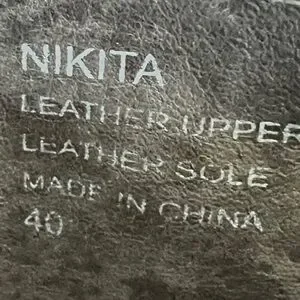 NIKITA
LEATHER UPPER
LEATHER SOLE
MADE IN CHINA
40